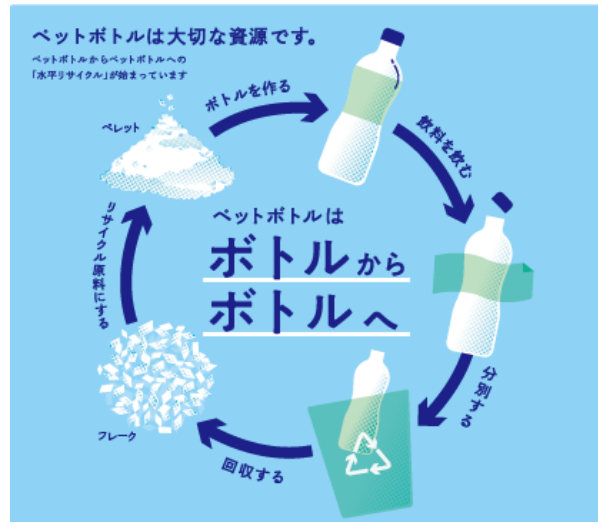 ペットボトルは大切な資源です。
ペットボトルからペットボトルへの
「水平リサイクル」が始まっています
ボトルを作る
飲料を飲む
分別する
回収する
フレーク
リサイクル原料にする
ペレット
ペットボトルは
ボトルから
ボトルへ